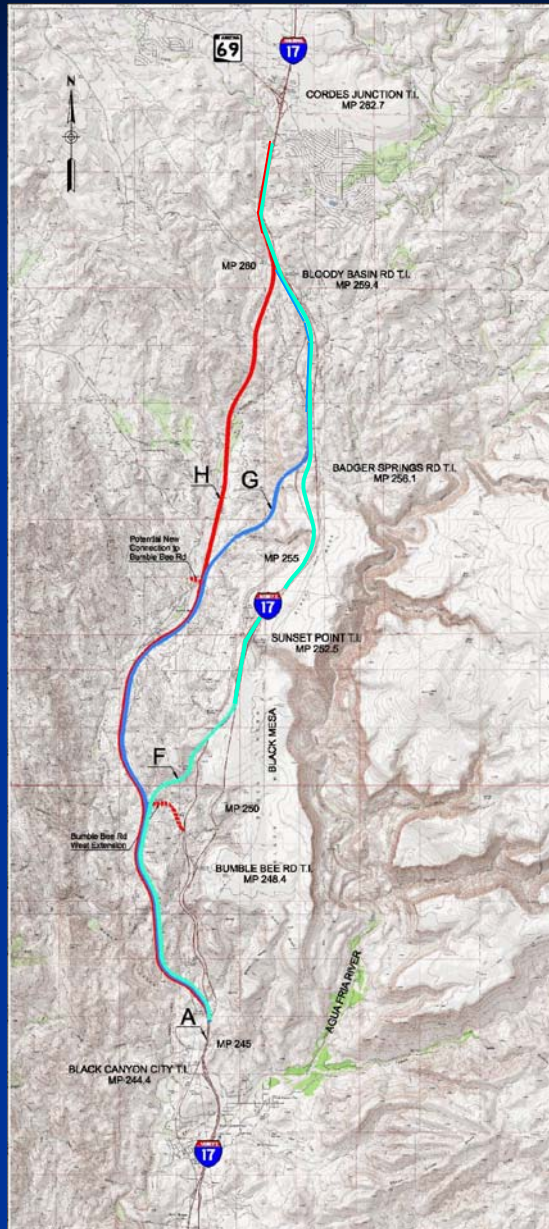 69
17
CORDES JUNCTION T.I.
MP 262.7
N
MP 260
BLOODY BASIN RD T.I.
MP 259.4
H
G
BADGER SPRINGS RD T.I.
MP 256.1
Potential New
Connection to
Bumble Bee Rd
MP 255
17
SUNSET POINT T.I.
MP 252.5
BLACK MESA
F
MP 250
Bumble Bee Rd
West Extension
BUMBLE BEE RD T.I.
MP 248.4
AGUA FRIA RIVER
A
MP 245
BLACK CANYON CITY T.I.
MP 244.4
17